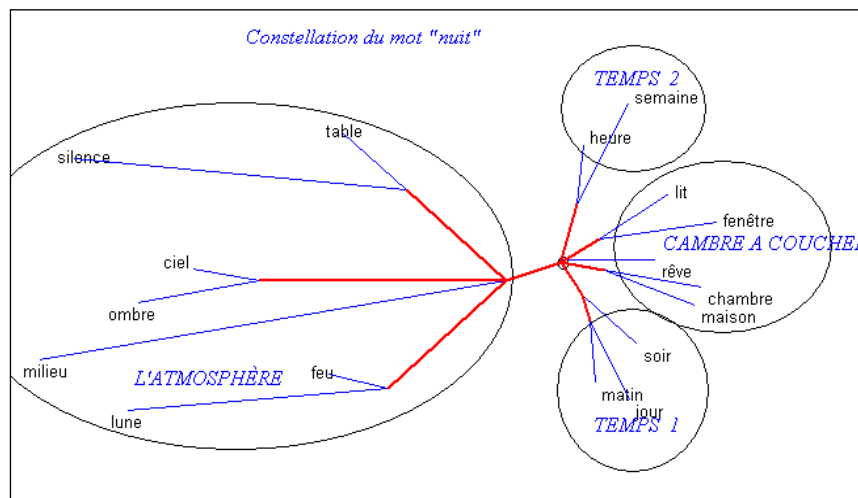 Constellation du mot "nuit"
TEMPS 2
semaine
heure
table
silence
lit
fenêtre
CAMBRE A COUCHER
ciel
rêve
ombre
chambre
maison
milieu
L'ATMOSPHÈRE
feu
lune
soir
matin
jour
TEMPS 1